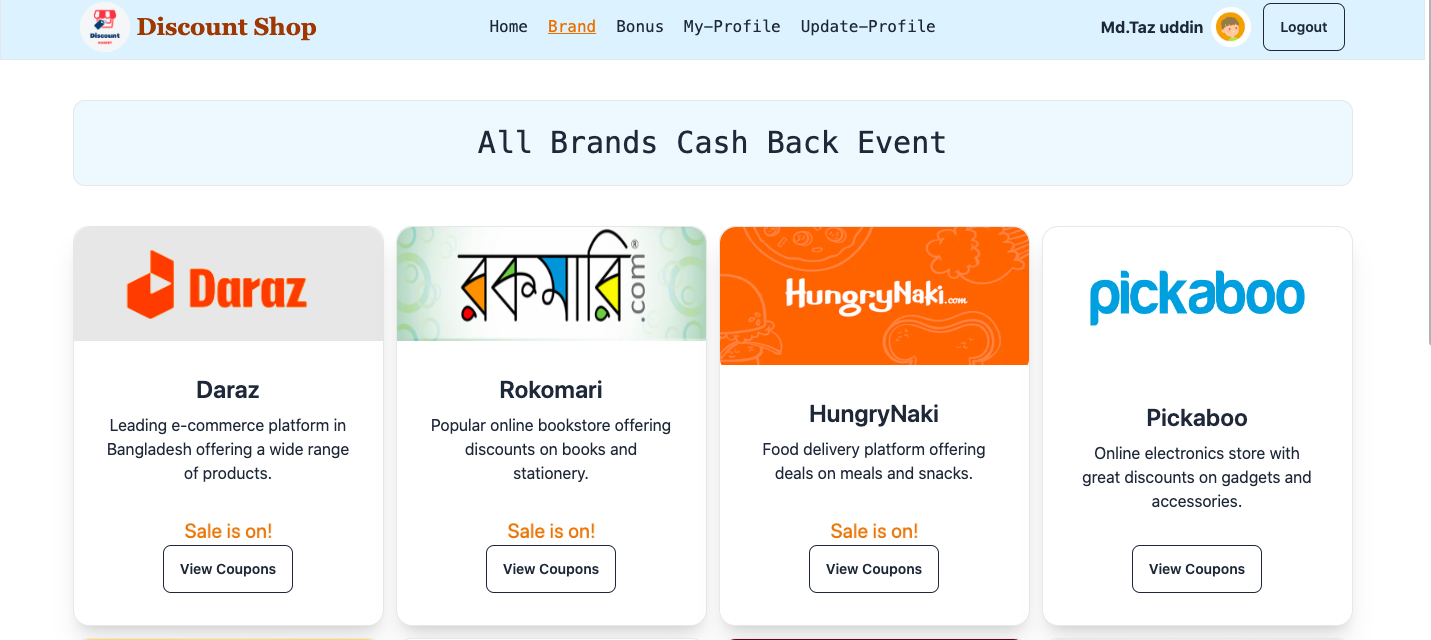 Discount
Discount Shop
Home Brand Bonus My-Profile Update-Profile
Md.Taz uddin
Logout
All Brands Cash Back Event
Daraz
Daraz
Leading e-commerce platform in
Bangladesh offering a wide range
of products.
Sale is on!
View Coupons
রকমারি
.com
®
Rokomari
Popular online bookstore offering
discounts on books and
stationery.
Sale is on!
View Coupons
HungryNaki.com
HungryNaki
Food delivery platform offering
deals on meals and snacks.
Sale is on!
View Coupons
pickaboo
Pickaboo
Online electronics store with
great discounts on gadgets and
accessories.
View Coupons